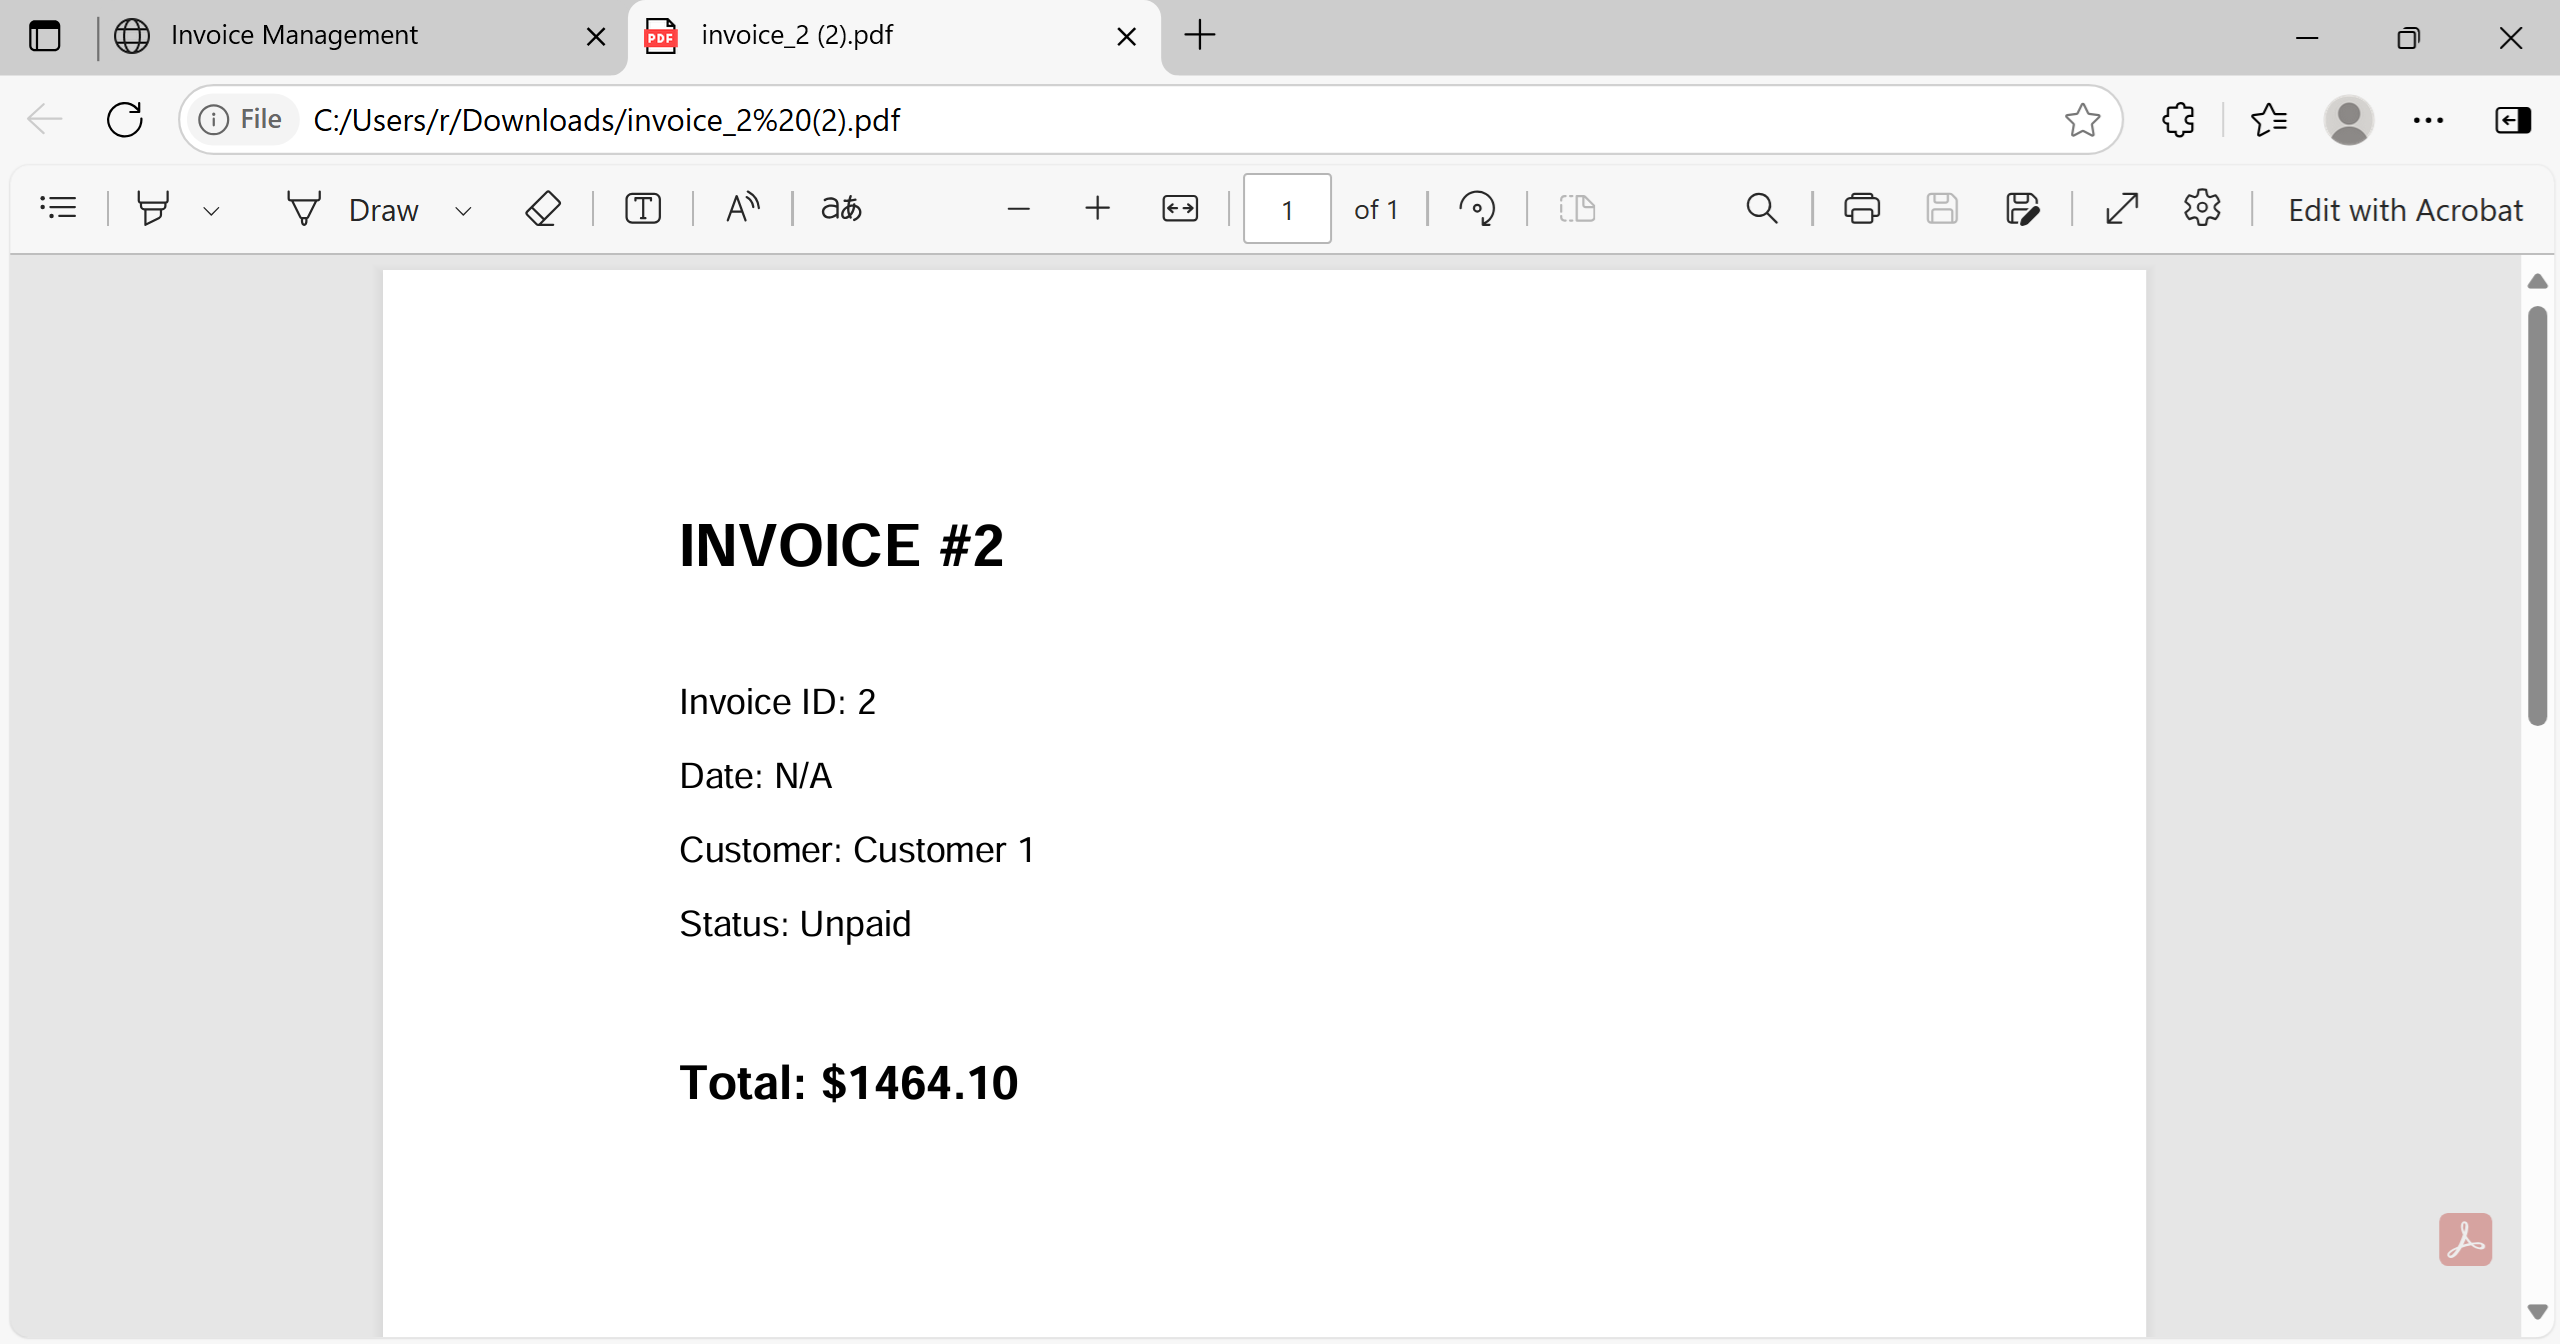 Invoice Management
PDF invoice_2 (2).pdf
File C:/Users/r/Downloads/invoice_2%20(2).pdf
Draw T A aあ 1 of 1 Edit with Acrobat
INVOICE #2
Invoice ID: 2
Date: N/A
Customer: Customer 1
Status: Unpaid
Total: $1464.10